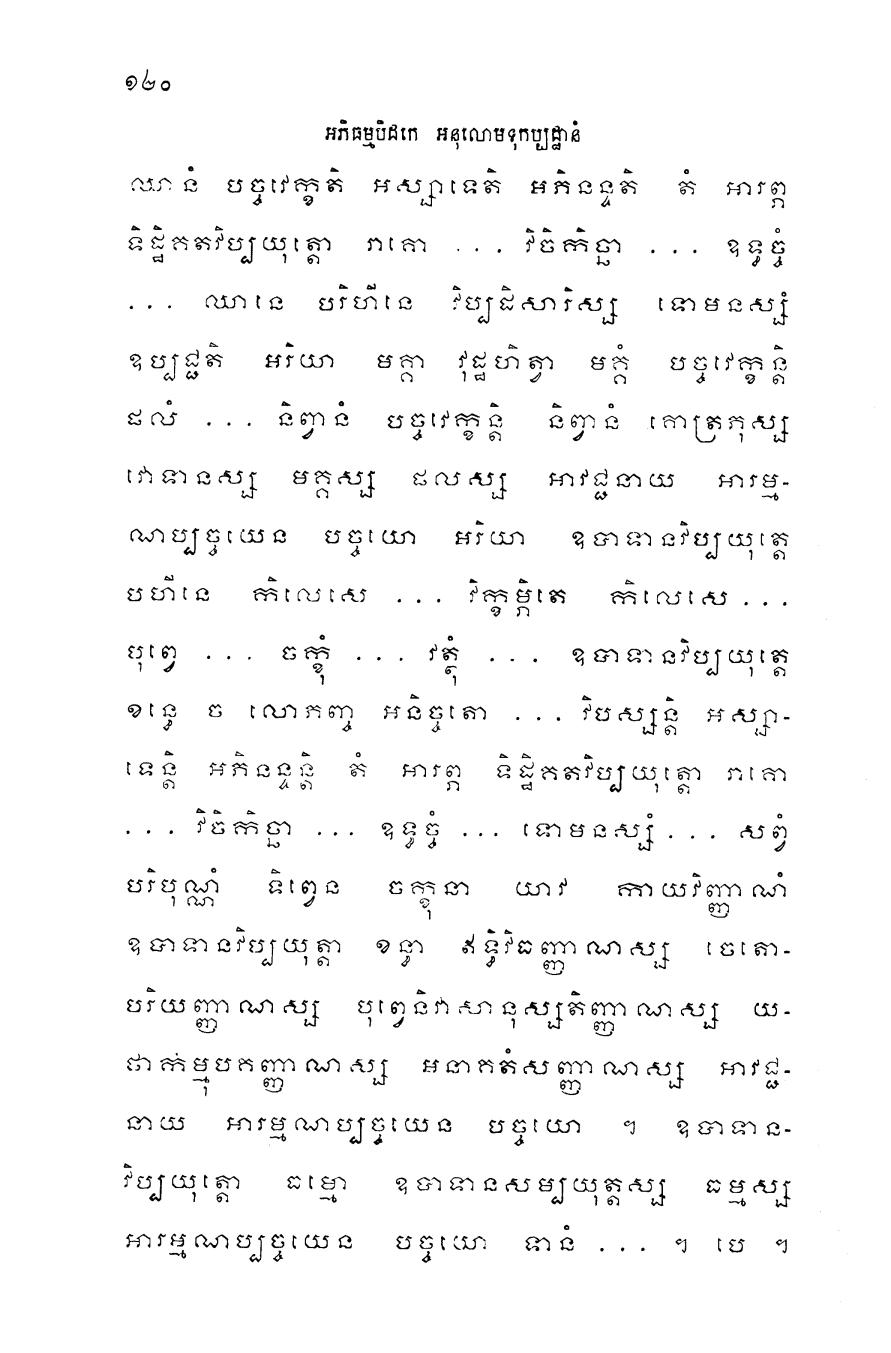 ១២០
អភិធម្មបិដកេ អនុលោមទុកប្បដ្ឋានំ
ឈានំ បច្ចវេក្ខតិ អស្សាទេតិ អភិនន្ទតិ តំ អារព្ភ
ទិដ្ឋិគតវិប្បយុត្តោ រាគោ ... វិចិកិច្ឆា ... ឧទ្ធច្ចំ
... ឈានេ បរិហីនេ វិប្បដិសារិស្ស ទោមនស្សំ
ឧប្បជ្ជតិ អរិយា មគ្គា វុដ្ឋហិត្វា មគ្គំ បច្ចវេក្ខន្តិ
ផលំ ... និព្វានំ បច្ចវេក្ខន្តិ និព្វានំ គោត្រភុស្ស
វោទានស្ស មគ្គស្ស ផលស្ស អាវជ្ជនាយ អារម្ម-
ណប្បច្ចយេន បច្ចយោ អរិយា ឧបាទានវិប្បយុត្តេ
បហីនេ កិលេសេ ... វិក្ខម្ភិតេ កិលេសេ ...
បុព្វេ ... ចក្ខុំ ... វត្ថុំ ... ឧបាទានវិប្បយុត្តេ
ខន្ធេ ច លោភញ្ច អនិច្ចតោ ... វិបស្សន្តិ អស្សា-
ទេន្តិ អភិនន្ទន្តិ តំ អារព្ភ ទិដ្ឋិគតវិប្បយុត្តោ រាគោ
... វិចិកិច្ឆា ... ឧទ្ធច្ចំ ... ទោមនស្សំ ... សព្វំ
បរិបុណ្ណំ ទិព្វេន ចក្ខុនា យាវ កាយវិញ្ញាណំ
ឧបាទានវិប្បយុត្តា ខន្ធា ឥទ្ធិវិធញ្ញាណស្ស ចេតោ-
បរិយញ្ញាណស្ស បុព្វេនិវាសានុស្សតិញ្ញាណស្ស យ-
ថាកម្មុបគញ្ញាណស្ស អនាគតំសញ្ញាណស្ស អាវជ្ជ-
នាយ អារម្មណប្បច្ចយេន បច្ចយោ ។ ឧបាទាន-
វិប្បយុត្តោ ធម្មោ ឧបាទានសម្បយុត្តស្ស ធម្មស្ស
អារម្មណប្បច្ចយេន បច្ចយោ ទានំ ... ។ បេ ។